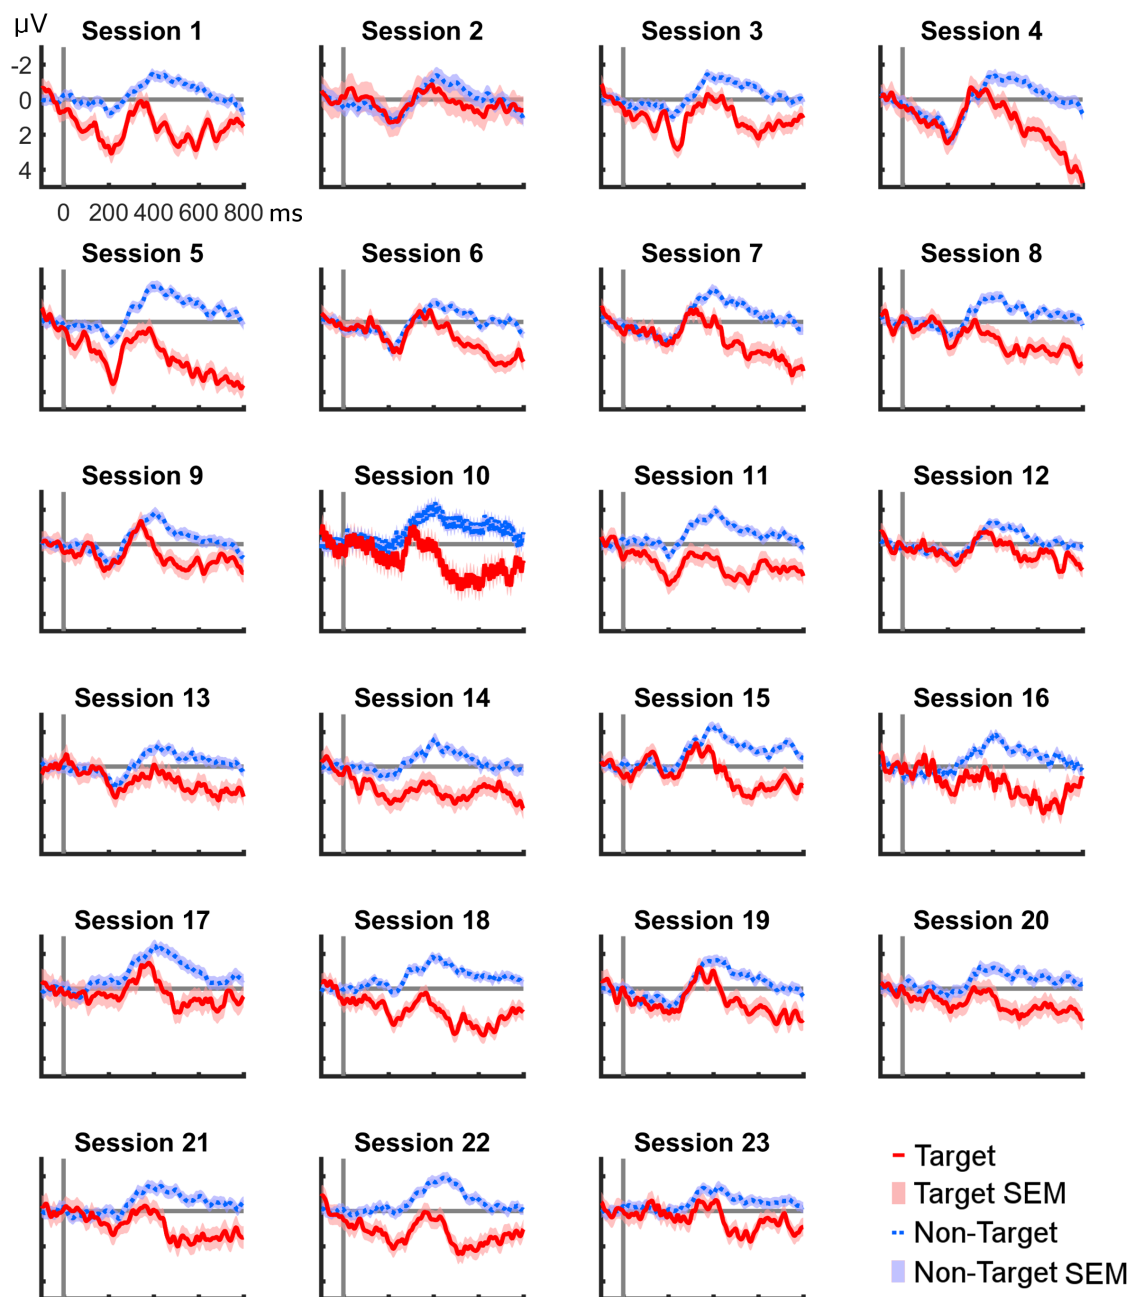 µV
Session 1
Session 2
Session 3
Session 4
-2
0
2
4
0 200 400 600 800 ms
Session 5
Session 6
Session 7
Session 8
Session 9
Session 10
Session 11
Session 12
Session 13
Session 14
Session 15
Session 16
Session 17
Session 18
Session 19
Session 20
Session 21
Session 22
Session 23
Target
Target SEM
Non-Target
Non-Target SEM